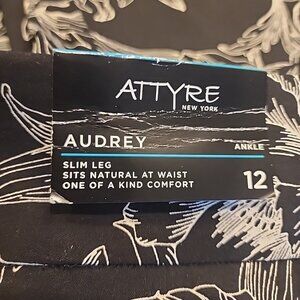 ATTYRE
NEW YORK
AUDREY
ANKLE
SLIM LEG
SITS NATURAL AT WAIST
ONE OF A KIND COMFORT
12